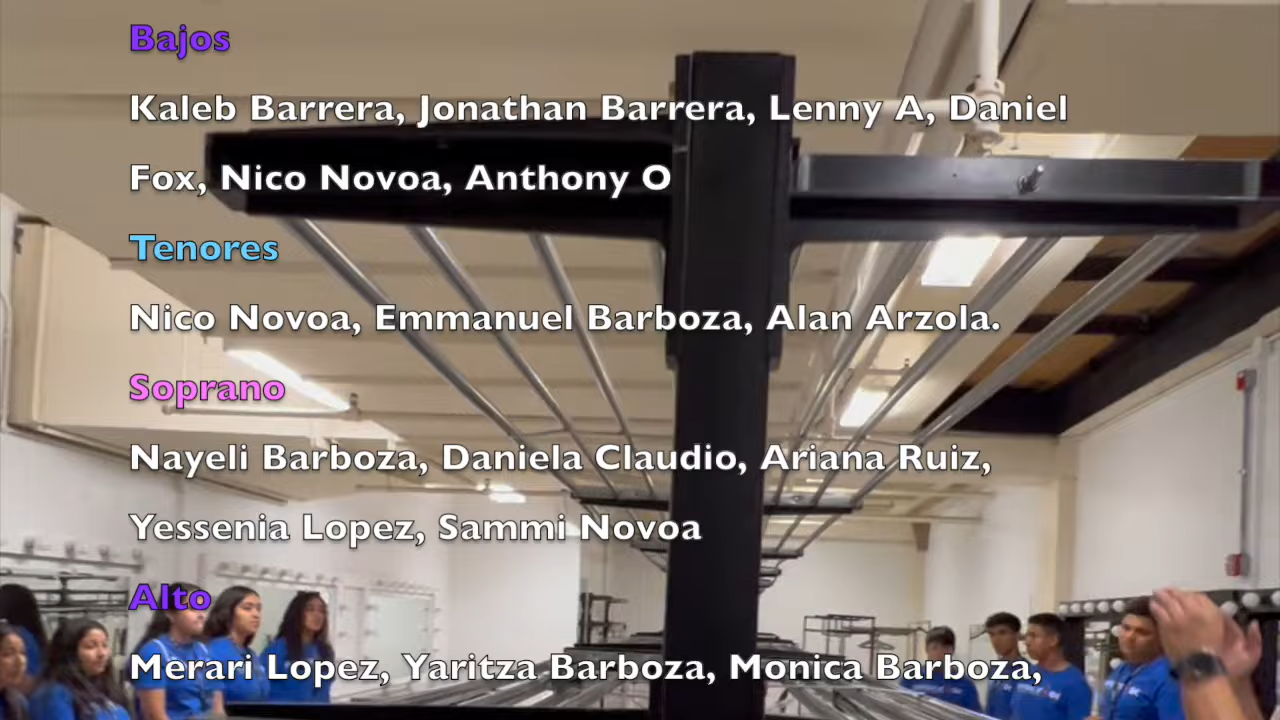 Bajos
Kaleb Barrera, Jonathan Barrera, Lenny A, Daniel
Fox, Nico Novoa, Anthony O
Tenores
Nico Novoa, Emmanuel Barboza, Alan Arzola.
Soprano
Nayeli Barboza, Daniela Claudio, Ariana Ruiz,
Yessenia Lopez, Sammi Novoa
Alto
Merari Lopez, Yaritza Barboza, Monica Barboza,